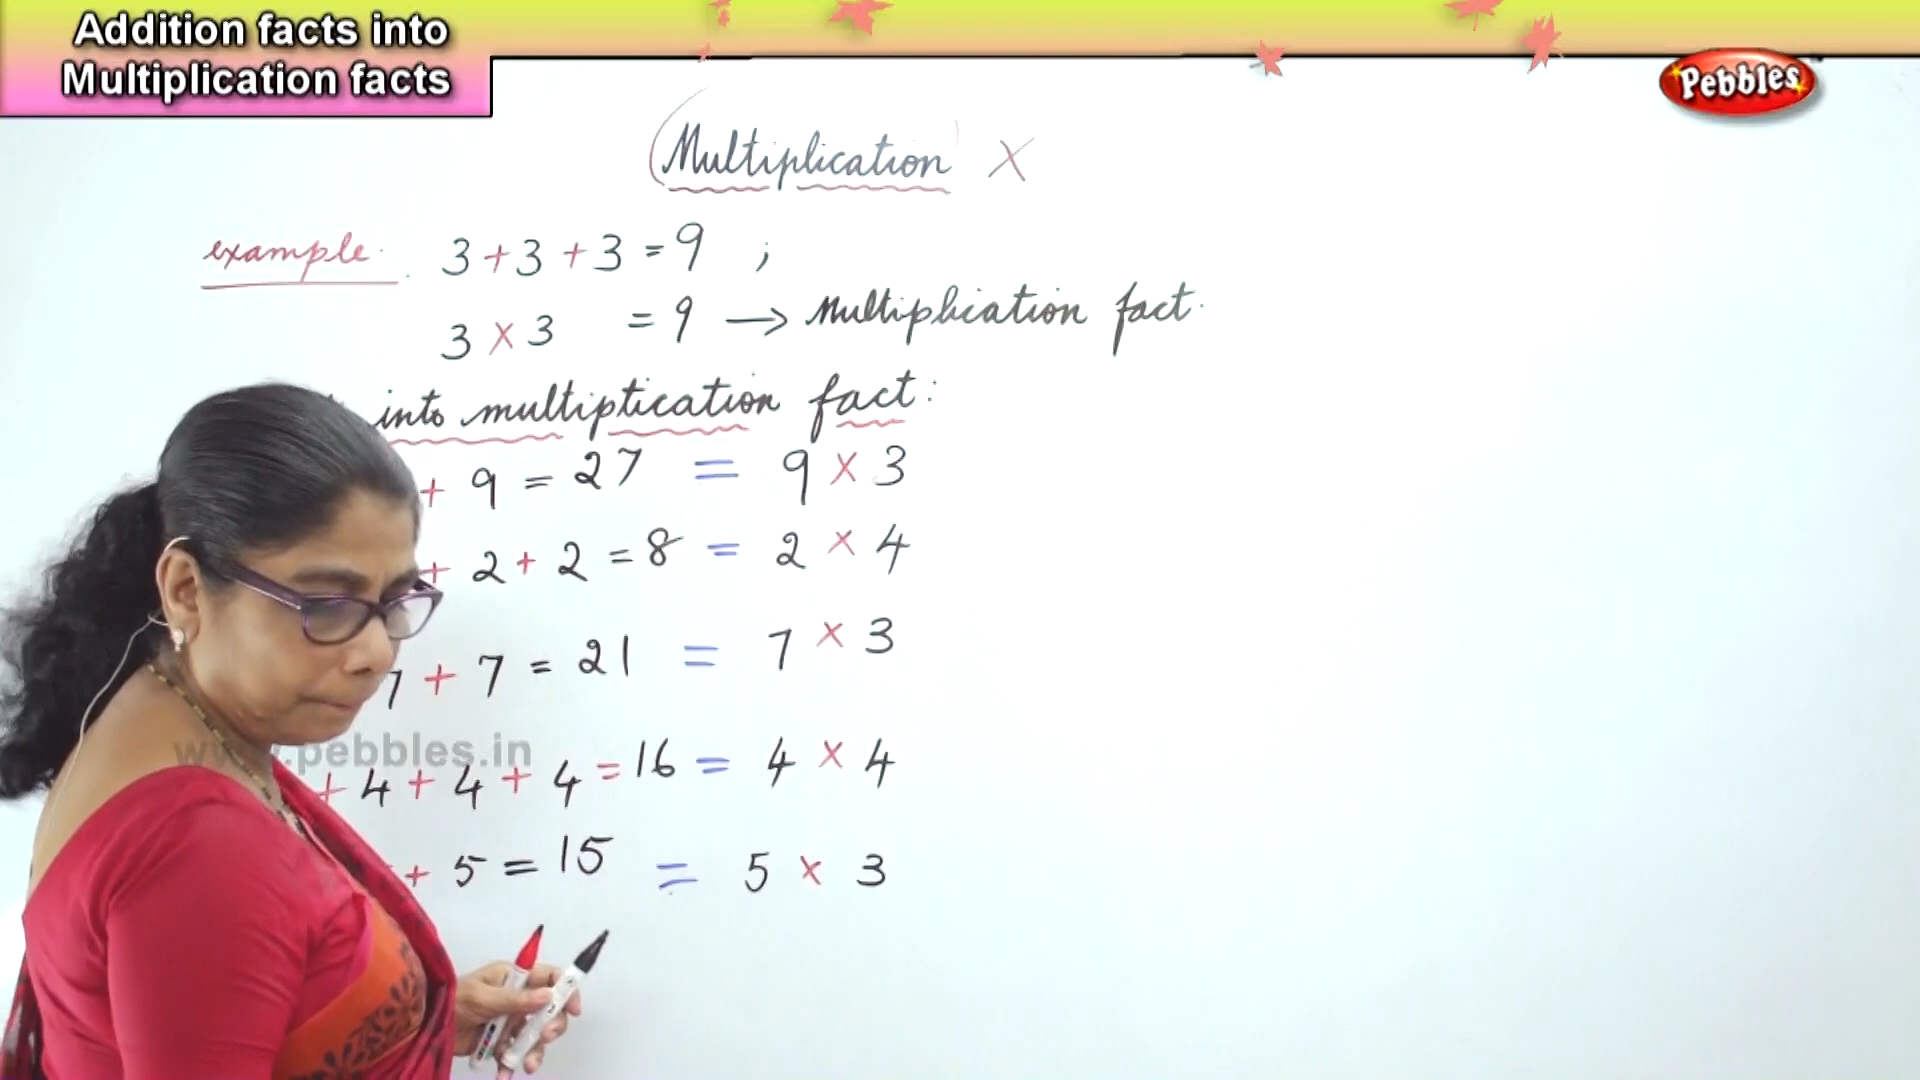 Addition facts into
Multiplication facts
Pebbles
Multiplication X
example. 3 + 3 + 3 = 9 ;
3 x 3 = 9 → Multiplication fact.
into multiptication fact:
+ 9 = 27 = 9 x 3
+ 2 + 2 = 8 = 2 x 4
7 + 7 = 21 = 7 x 3
www.pebbles.in
+ 4 + 4 + 4 = 16 = 4 x 4
+ 5 = 15 = 5 x 3